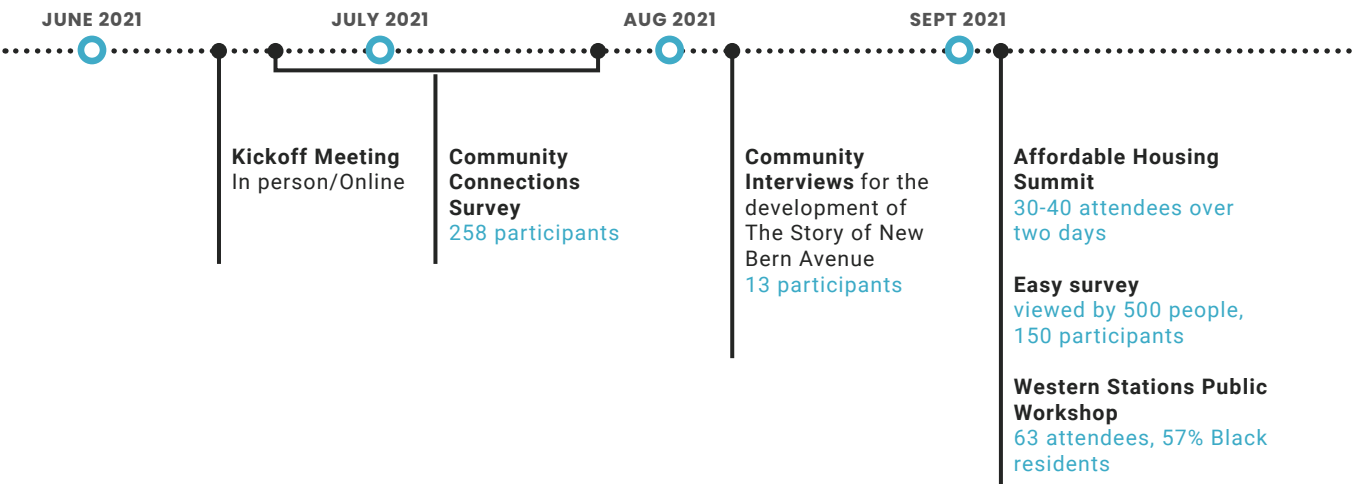 JUNE 2021
JULY 2021
AUG 2021
SEPT 2021
Kickoff Meeting
In person/Online
Community
Connections
Survey
258 participants
Community
Interviews for the
development of
The Story of New
Bern Avenue
13 participants
Affordable Housing
Summit
30-40 attendees over
two days
Easy survey
viewed by 500 people,
150 participants
Western Stations Public
Workshop
63 attendees, 57% Black
residents